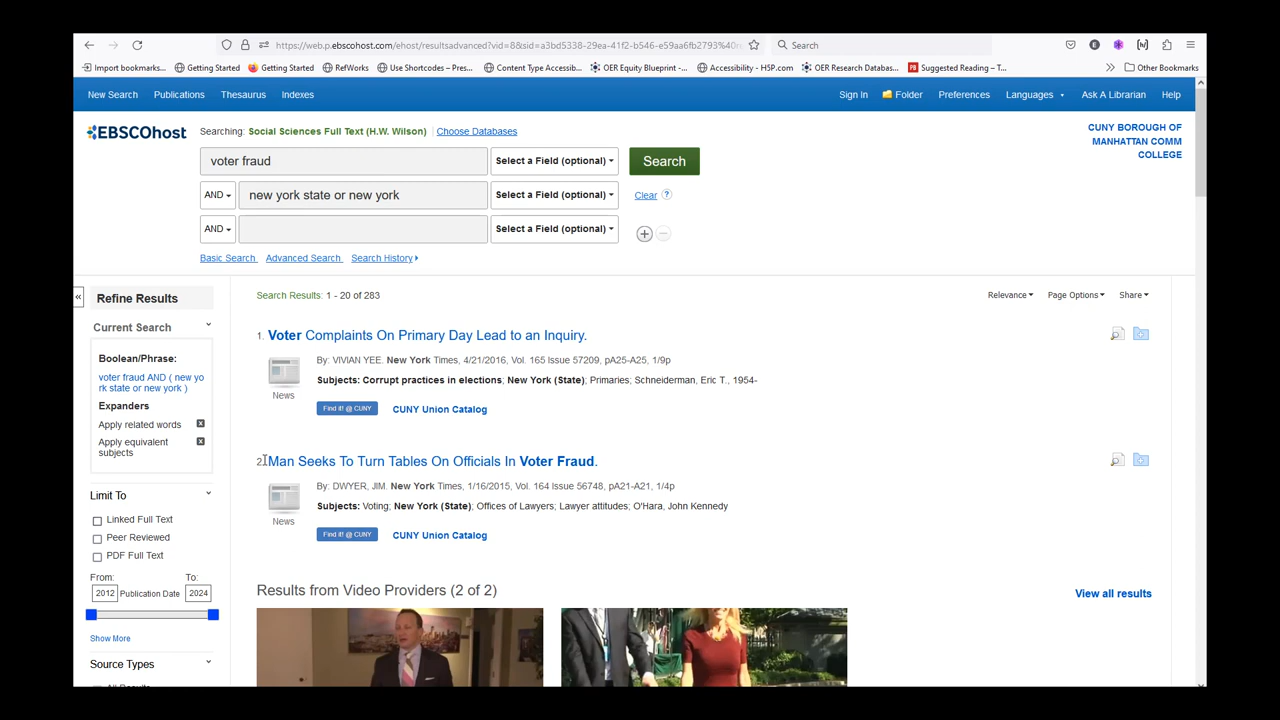 https://web.p.ebscohost.com/ehost/resultsadvanced?vid=8&sid=a3bd5338-29ea-41f2-b546-e59aa6fb2793%40n
Search
Import bookmarks... Getting Started Getting Started RefWorks Use Shortcodes – Pres... Content Type Accessib... OER Equity Blueprint -... Accessibility - H5P.com OER Research Databas... Suggested Reading – T... Other Bookmarks
New Search Publications Thesaurus Indexes Sign In Folder Preferences Languages Ask A Librarian Help
EBSCOhost
Searching: Social Sciences Full Text (H.W. Wilson) Choose Databases
CUNY BOROUGH OF
MANHATTAN COMM
COLLEGE
voter fraud Select a Field (optional) Search
AND new york state or new york Select a Field (optional) Clear ?
AND Select a Field (optional)
Basic Search Advanced Search Search History
« Refine Results
Current Search
Boolean/Phrase:
voter fraud AND ( new yo
rk state or new york )
Expanders
Apply related words
Apply equivalent
subjects
Limit To
Linked Full Text
Peer Reviewed
PDF Full Text
From: To:
2012 Publication Date 2024
Show More
Source Types
Search Results: 1 - 20 of 283 Relevance Page Options Share
1. Voter Complaints On Primary Day Lead to an Inquiry.
By: VIVIAN YEE. New York Times, 4/21/2016, Vol. 165 Issue 57209, pA25-A25, 1/9p
Subjects: Corrupt practices in elections; New York (State); Primaries; Schneiderman, Eric T., 1954-
News
Find it! @ CUNY CUNY Union Catalog
2. Man Seeks To Turn Tables On Officials In Voter Fraud.
By: DWYER, JIM. New York Times, 1/16/2015, Vol. 164 Issue 56748, pA21-A21, 1/4p
Subjects: Voting; New York (State); Offices of Lawyers; Lawyer attitudes; O'Hara, John Kennedy
News
Find it! @ CUNY CUNY Union Catalog
Results from Video Providers (2 of 2) View all results